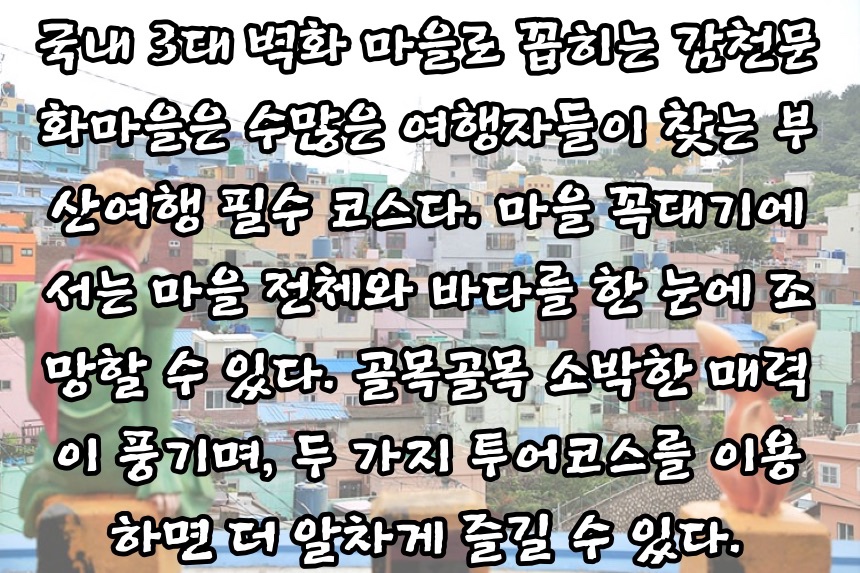 국내 3대 벽화 마을로 꼽히는 감천문
화마을은 수많은 여행자들이 찾는 부
산여행 필수 코스다. 마을 꼭대기에
서는 마을 전체와 바다를 한 눈에 조
망할 수 있다. 골목골목 소박한 매력
이 풍기며, 두 가지 투어코스를 이용
하면 더 알차게 즐길 수 있다.